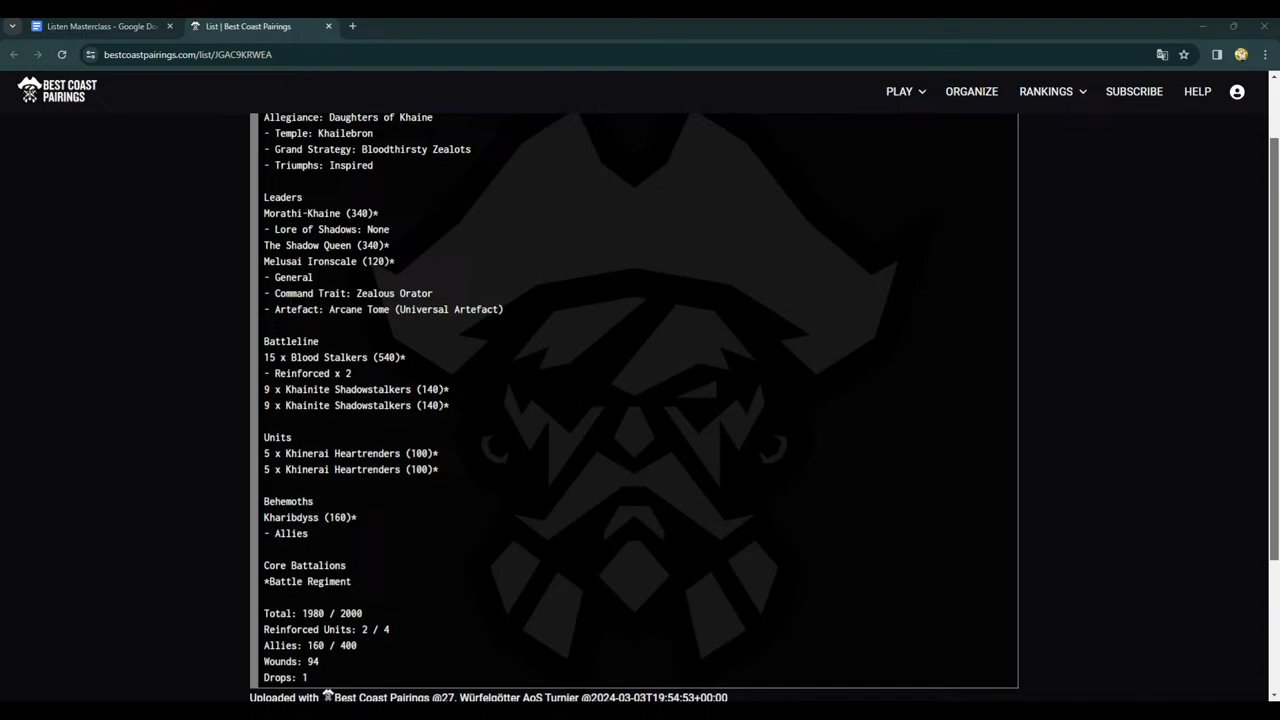 Listen Masterclass - Google Do
List | Best Coast Pairings
bestcoastpairings.com/list/JGAC9KRWEA
BEST COAST
PAIRINGS
PLAY
ORGANIZE
RANKINGS
SUBSCRIBE
HELP
Allegiance: Daughters of Khaine
- Temple: Khailebron
- Grand Strategy: Bloodthirsty Zealots
- Triumphs: Inspired
Leaders
Morathi-Khaine (340)*
- Lore of Shadows: None
The Shadow Queen (340)*
Melusai Ironscale (120)*
- General
- Command Trait: Zealous Orator
- Artefact: Arcane Tome (Universal Artefact)
Battleline
15 x Blood Stalkers (540)*
- Reinforced x 2
9 x Khainite Shadowstalkers (140)*
9 x Khainite Shadowstalkers (140)*
Units
5 x Khinerai Heartrenders (100)*
5 x Khinerai Heartrenders (100)*
Behemoths
Kharibdyss (160)*
- Allies
Core Battalions
*Battle Regiment
Total: 1980 / 2000
Reinforced Units: 2 / 4
Allies: 160 / 400
Wounds: 94
Drops: 1
Uploaded with Best Coast Pairings @27. Würfelgötter AoS Turnier @2024-03-03T19:54:53+00:00